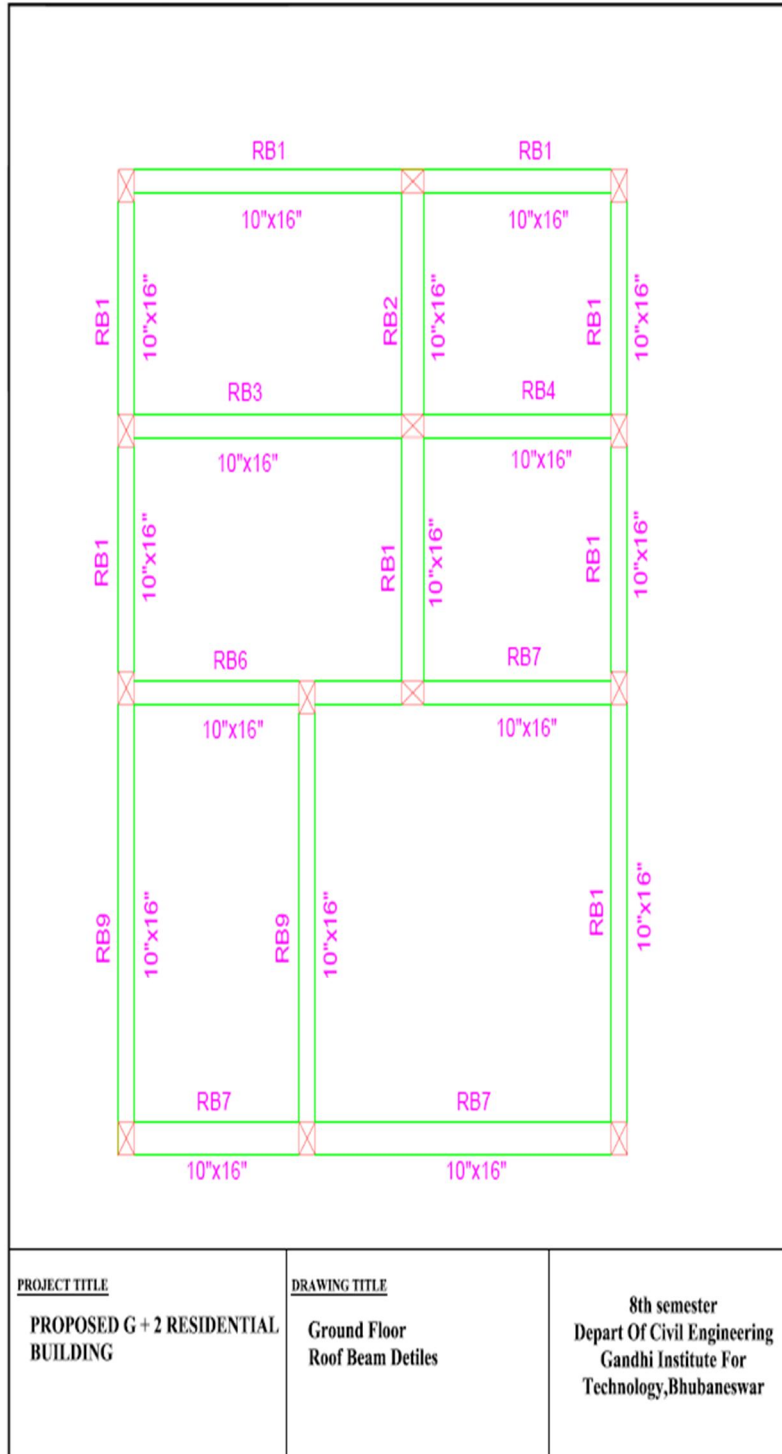 RB1
RB1
10"x16"
10"x16"
RB1
10"x16"
RB2
10"x16"
RB1
10"x16"
RB3
RB4
10"x16"
10"x16"
RB1
10"x16"
RB1
10"x16"
RB1
10"x16"
RB6
RB7
10"x16"
10"x16"
RB9
10"x16"
RB9
10"x16"
RB1
10"x16"
RB7
RB7
10"x16"
10"x16"
PROJECT TITLE
PROPOSED G + 2 RESIDENTIAL
BUILDING
DRAWING TITLE
Ground Floor
Roof Beam Detiles
8th semester
Depart Of Civil Engineering
Gandhi Institute For
Technology,Bhubaneswar